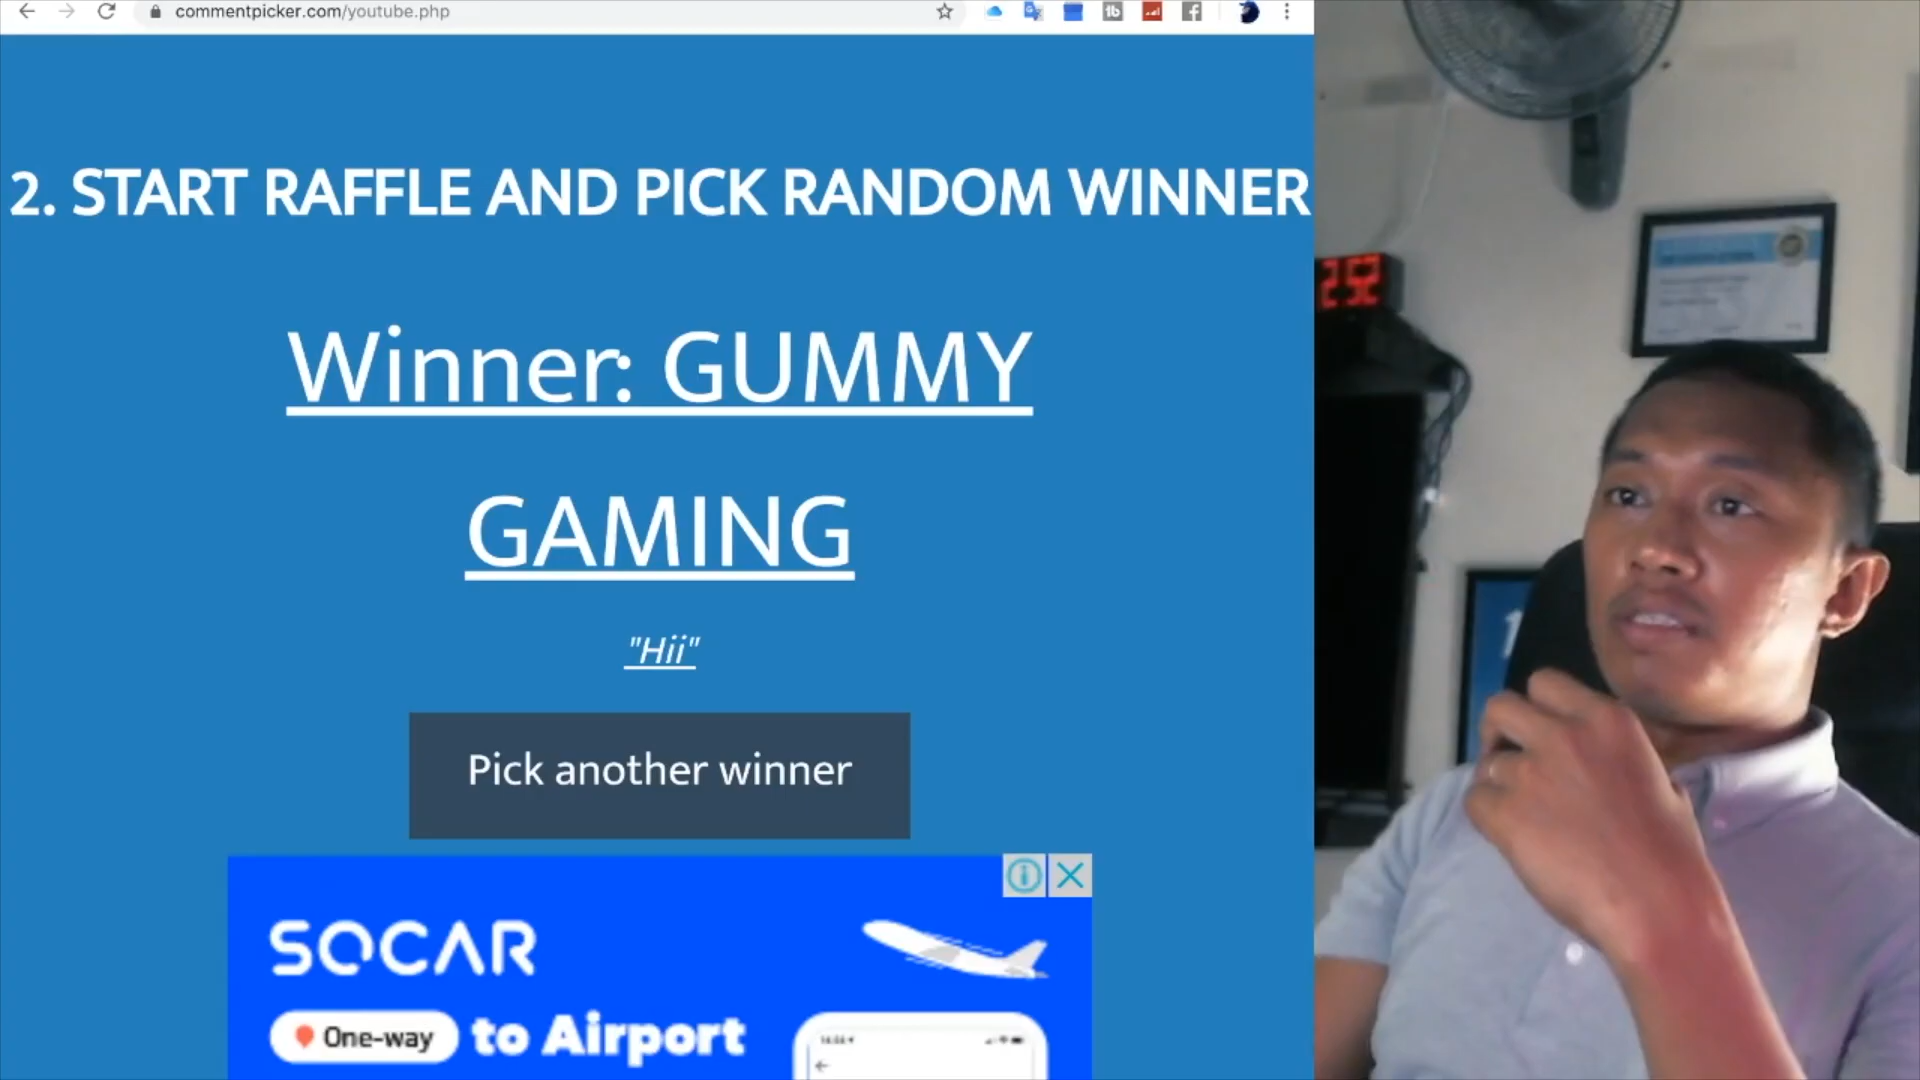 commentpicker.com/youtube.php
2. START RAFFLE AND PICK RANDOM WINNER
Winner: GUMMY
GAMING
"Hii"
Pick another winner
SOCAR
One-way to Airport
29